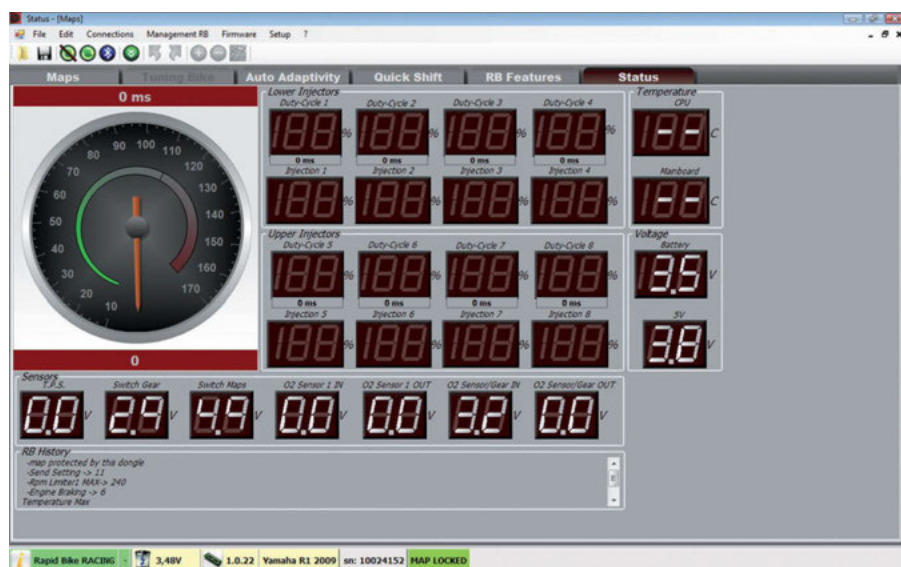 Status - [Maps]
File Edit Connections Management RB Firmware Setup ?
Maps Tuning Bike Auto Adaptivity Quick Shift RB Features Status
0 ms
10 20 30 40 50 60 70 80 90 100 110 120 130 140 150 160 170
0
Lower Injectors
Duty-Cycle 1 Duty-Cycle 2 Duty-Cycle 3 Duty-Cycle 4
% % % %
0 ms 0 ms 0 ms 0 ms
Injection 1 Injection 2 Injection 3 Injection 4
% % % %
Upper Injectors
Duty-Cycle 5 Duty-Cycle 6 Duty-Cycle 7 Duty-Cycle 8
% % % %
0 ms 0 ms 0 ms 0 ms
Injection 5 Injection 6 Injection 7 Injection 8
% % % %
Temperature
CPU
-- C
Mainboard
-- C
Voltage
Battery
3.5 V
5V
3.8 V
Sensors
T.P.S. Switch Gear Switch Maps O2 Sensor 1 IN O2 Sensor 1 OUT O2 Sensor/Gear IN O2 Sensor/Gear OUT
0.0 V 2.9 V 4.9 V 0.0 V 0.0 V 3.2 V 0.0 V
RB History
-map protected by this dongle
-Send Setting -> 11
-Rpm Limiter1 MAX-> 240
-Engine Braking -> 6
Temperature Max
Rapid Bike RACING - 3,48V 1.0.22 Yamaha R1 2009 sn: 10024152 MAP LOCKED